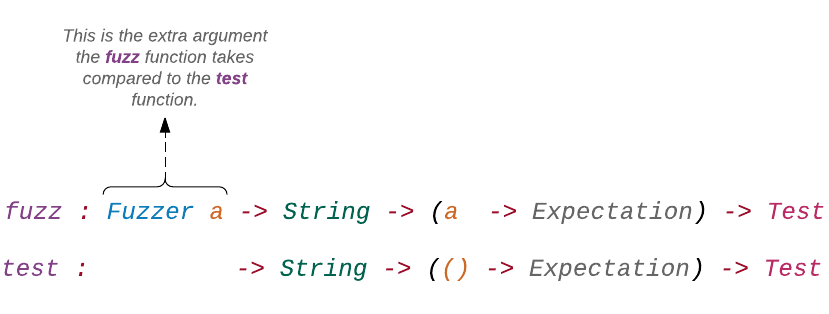 This is the extra argument
the fuzz function takes
compared to the test
function.
fuzz : Fuzzer a -> String -> (a -> Expectation) -> Test
test : -> String -> (() -> Expectation) -> Test